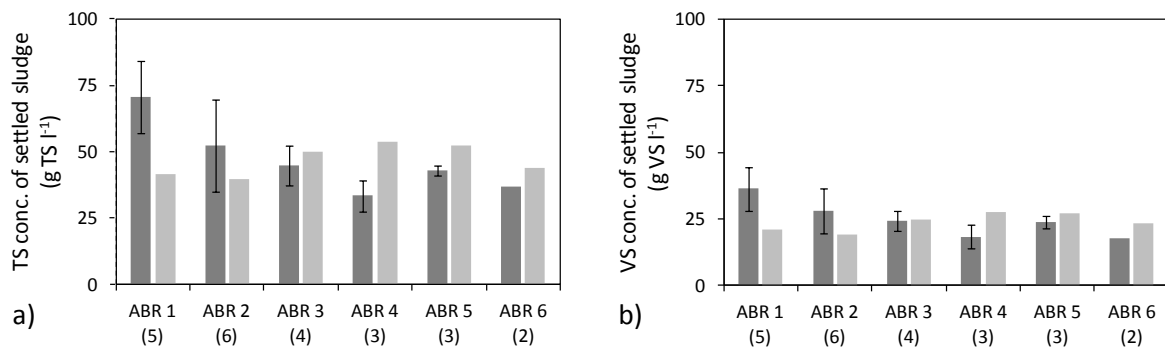 TS conc. of settled sludge
(g TS l-1)
100
75
50
25
0
ABR 1 ABR 2 ABR 3 ABR 4 ABR 5 ABR 6
(5) (6) (4) (3) (3) (2)
a)
VS conc. of settled sludge
(g VS l-1)
100
75
50
25
0
ABR 1 ABR 2 ABR 3 ABR 4 ABR 5 ABR 6
(5) (6) (4) (3) (3) (2)
b)